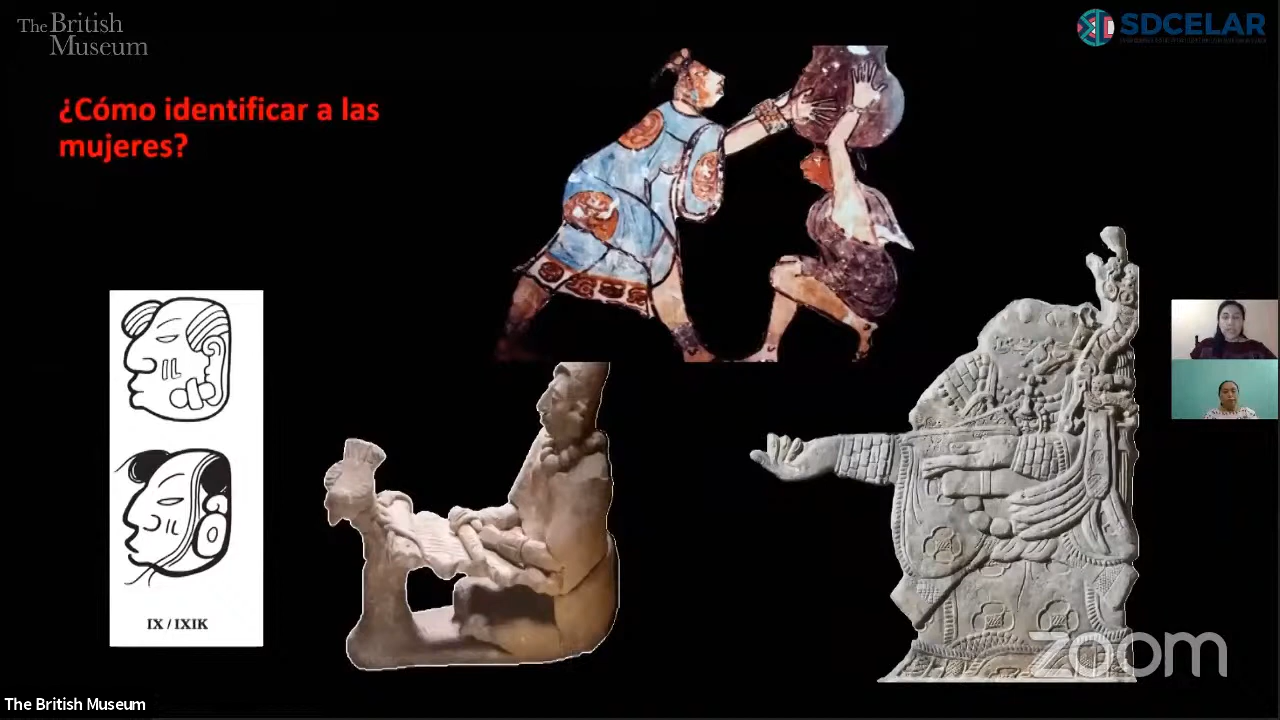 The British
Museum
SDCELAR
¿Cómo identificar a las
mujeres?
IX / IXIK
zoom
The British Museum